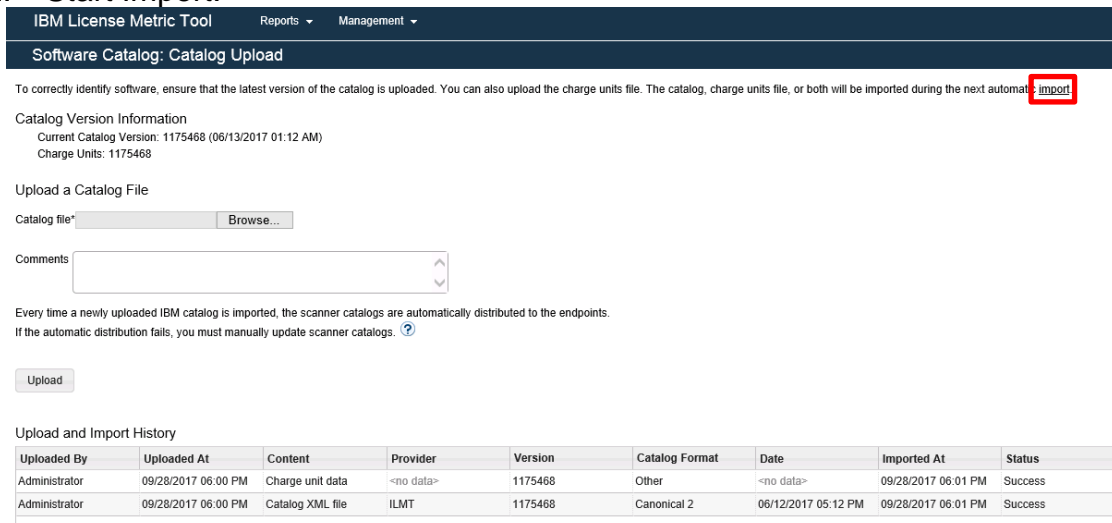 Start import.
IBM License Metric Tool Reports Management
Software Catalog: Catalog Upload
To correctly identify software, ensure that the latest version of the catalog is uploaded. You can also upload the charge units file. The catalog, charge units file, or both will be imported during the next automatic import.
Catalog Version Information
Current Catalog Version: 1175468 (06/13/2017 01:12 AM)
Charge Units: 1175468
Upload a Catalog File
Catalog file* Browse...
Comments
Every time a newly uploaded IBM catalog is imported, the scanner catalogs are automatically distributed to the endpoints.
If the automatic distribution fails, you must manually update scanner catalogs. ?
Upload
Upload and Import History
Uploaded By Uploaded At Content Provider Version Catalog Format Date Imported At Status
Administrator 09/28/2017 06:00 PM Charge unit data <no data> 1175468 Other <no data> 09/28/2017 06:01 PM Success
Administrator 09/28/2017 06:00 PM Catalog XML file ILMT 1175468 Canonical 2 06/12/2017 05:12 PM 09/28/2017 06:01 PM Success